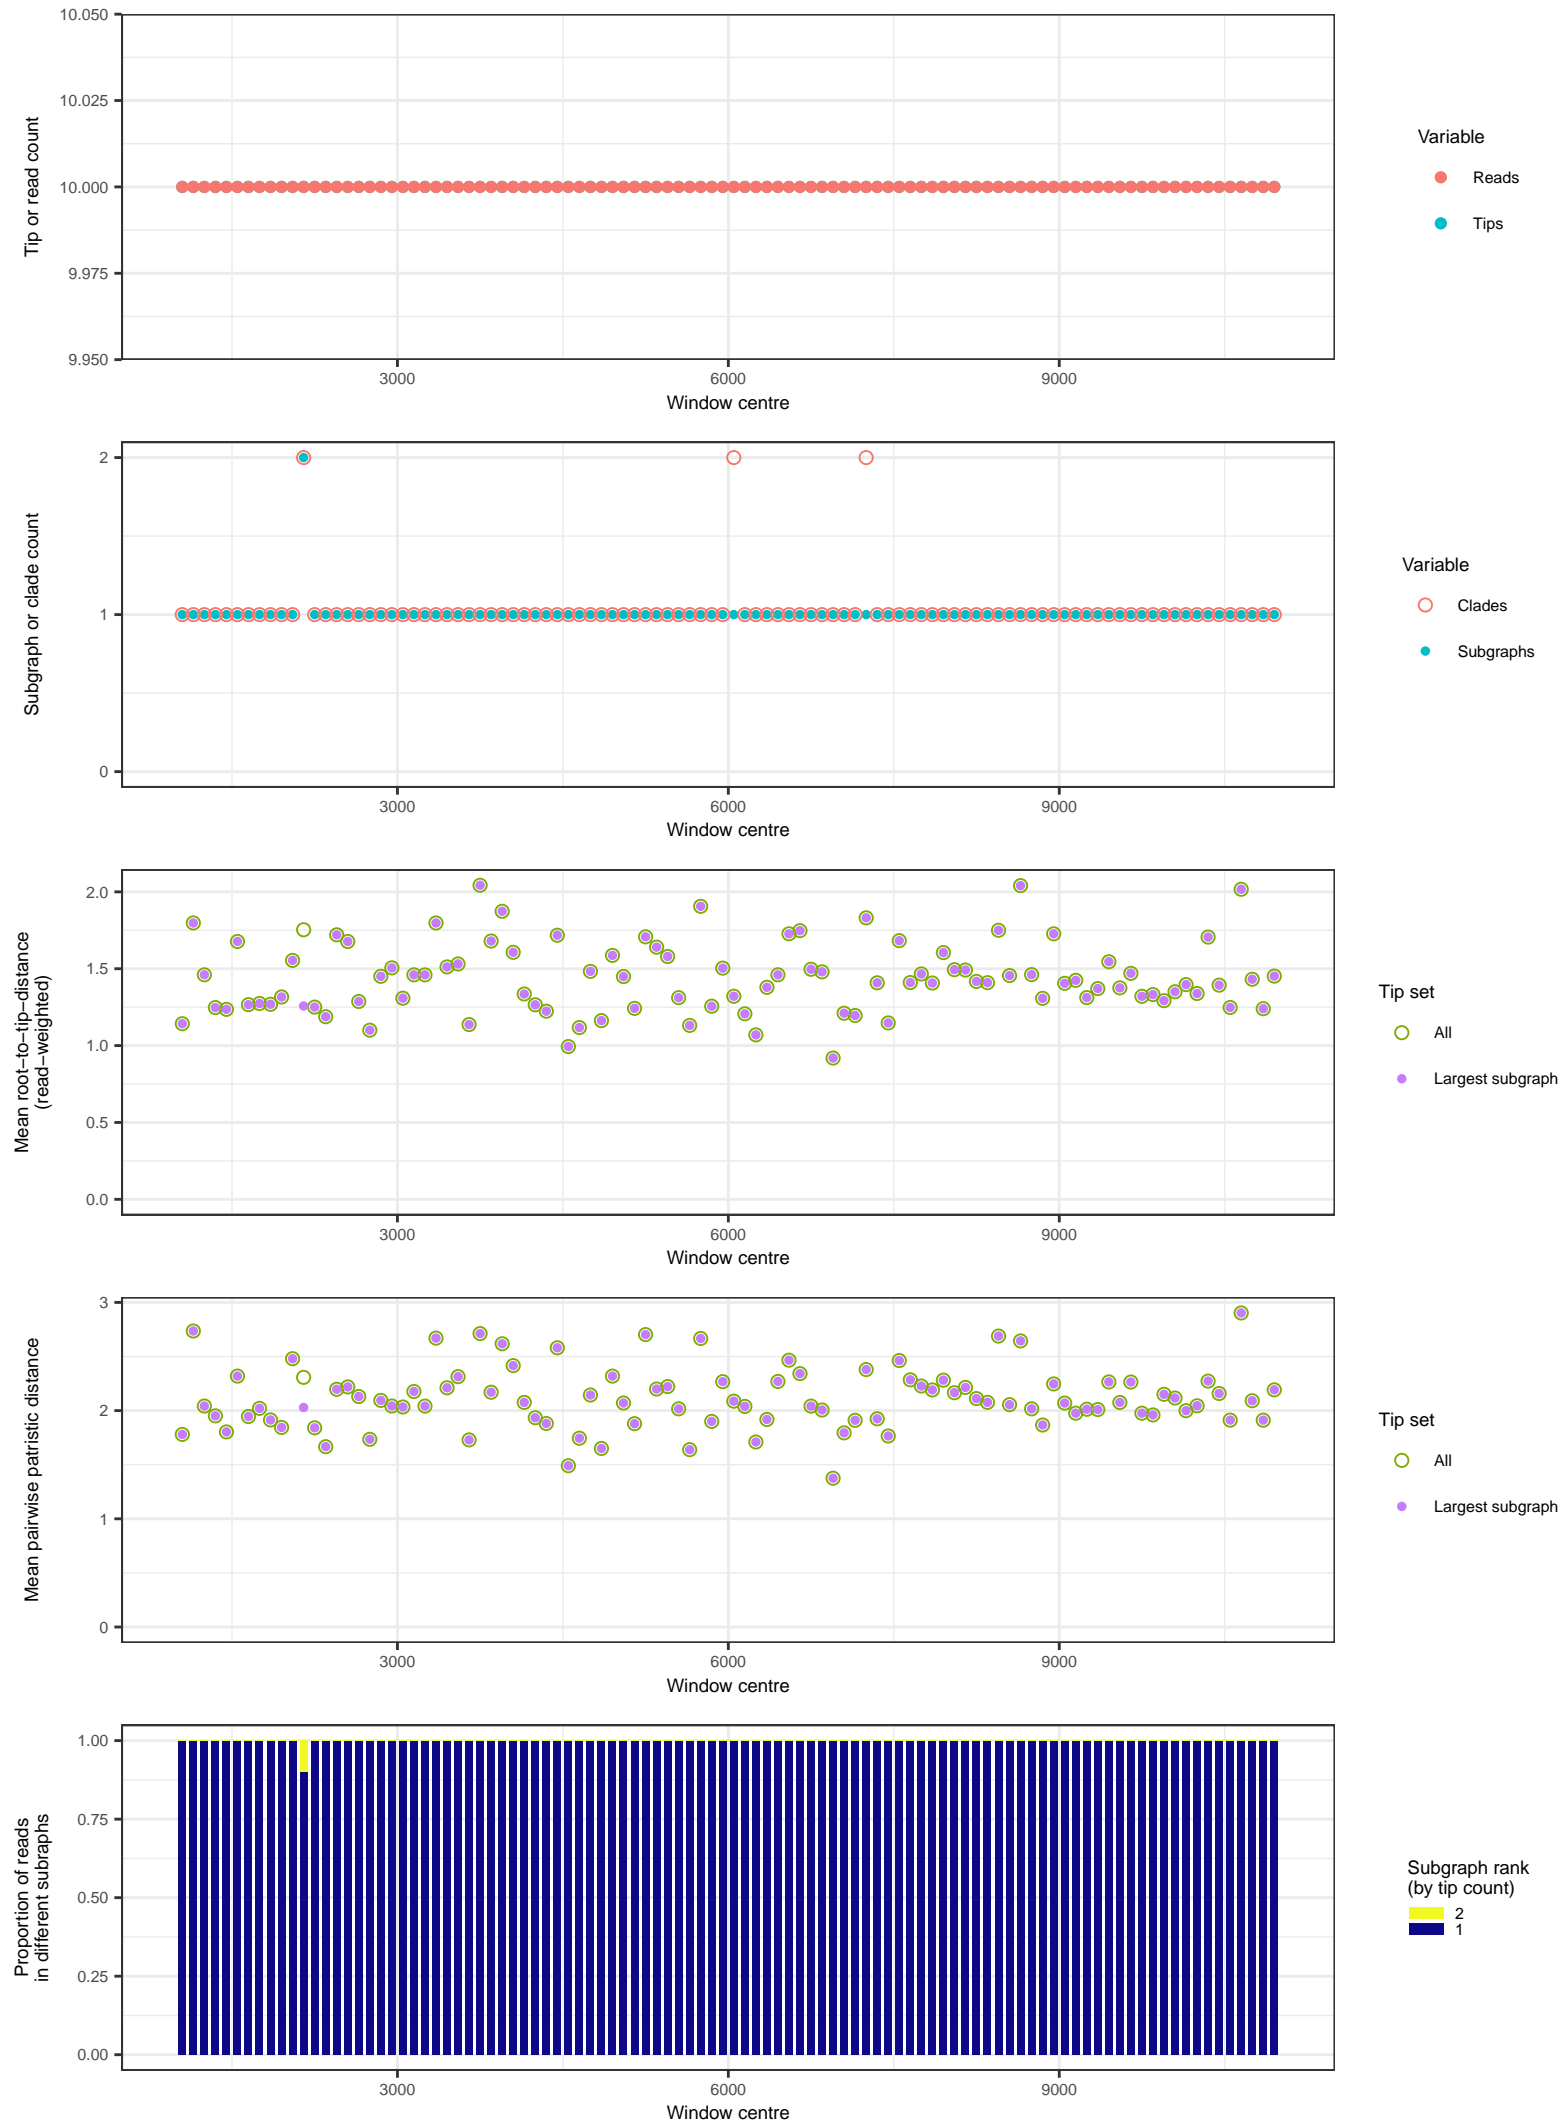 10.050
10.025
10.000
9.975
9.950
Tip or read count
3000 6000 9000
Window centre
Variable
Reads
Tips
2
1
0
Subgraph or clade count
3000 6000 9000
Window centre
Variable
Clades
Subgraphs
2.0
1.5
1.0
0.5
0.0
Mean root−to−tip−distance
(read−weighted)
3000 6000 9000
Window centre
Tip set
All
Largest subgraph
3
2
1
0
Mean pairwise patristic distance
3000 6000 9000
Window centre
Tip set
All
Largest subgraph
1.00
0.75
0.50
0.25
0.00
Proportion of reads
in different subraphs
3000 6000 9000
Window centre
Subgraph rank
(by tip count)
2
1